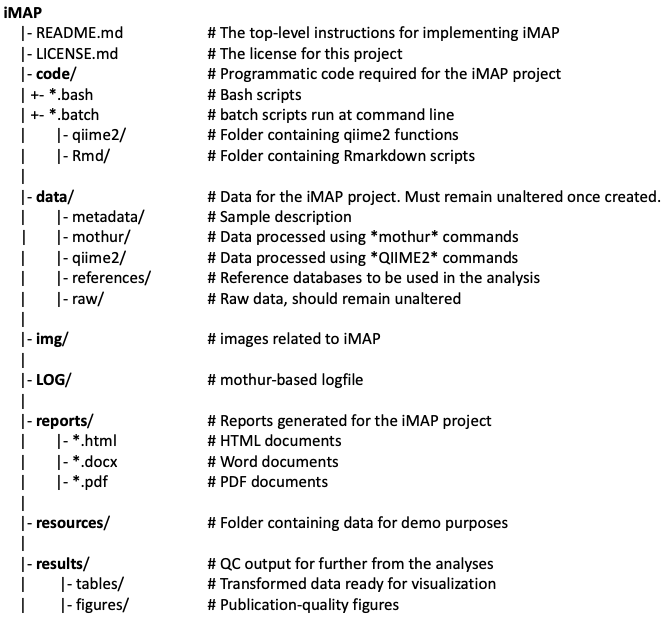 iMAP
|- README.md # The top-level instructions for implementing iMAP
|- LICENSE.md # The license for this project
|- code/ # Programmatic code required for the iMAP project
| +- *.bash # Bash scripts
| +- *.batch # batch scripts run at command line
| |- qiime2/ # Folder containing qiime2 functions
| |- Rmd/ # Folder containing Rmarkdown scripts
|
|- data/ # Data for the iMAP project. Must remain unaltered once created.
| |- metadata/ # Sample description
| |- mothur/ # Data processed using *mothur* commands
| |- qiime2/ # Data processed using *QIIME2* commands
| |- references/ # Reference databases to be used in the analysis
| |- raw/ # Raw data, should remain unaltered
|
|- img/ # images related to iMAP
|
|- LOG/ # mothur-based logfile
|
|- reports/ # Reports generated for the iMAP project
| |- *.html # HTML documents
| |- *.docx # Word documents
| |- *.pdf # PDF documents
|
|- resources/ # Folder containing data for demo purposes
|
|- results/ # QC output for further from the analyses
| |- tables/ # Transformed data ready for visualization
| |- figures/ # Publication-quality figures